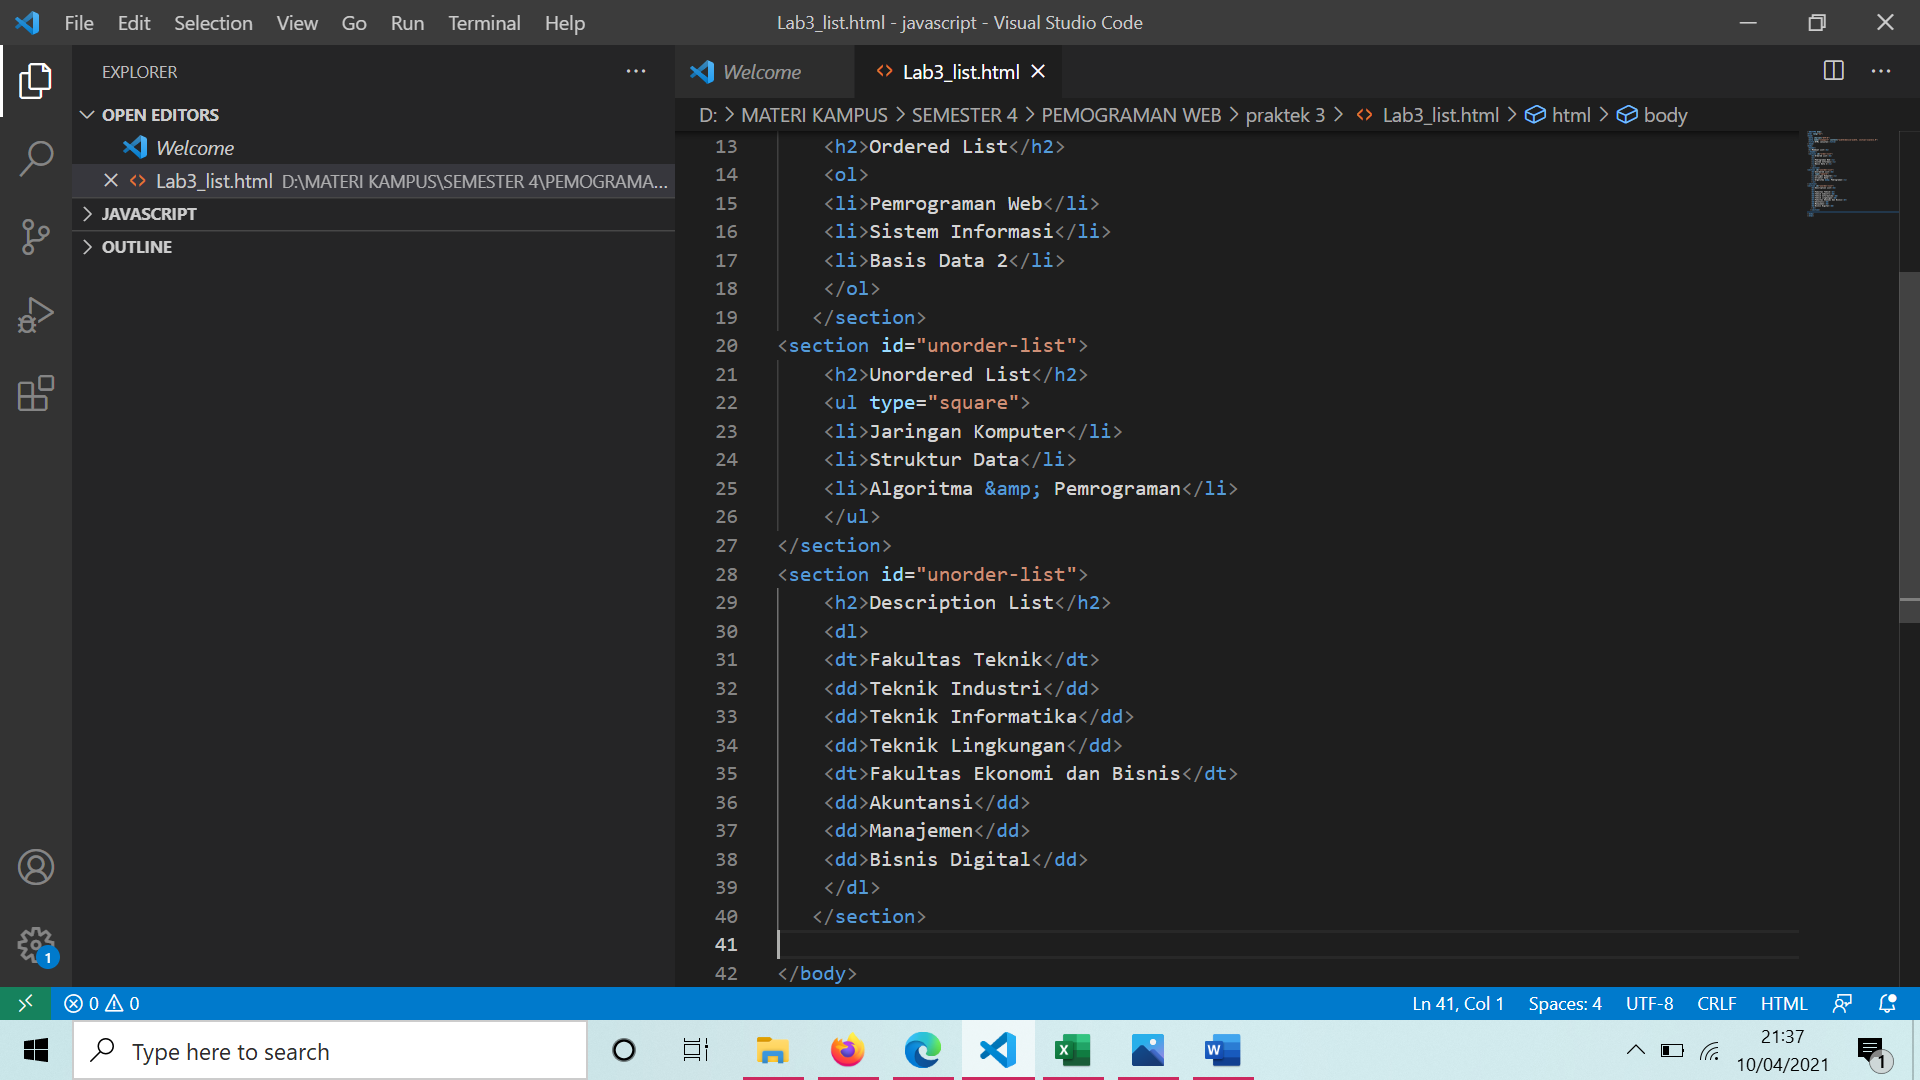 File Edit Selection View Go Run Terminal Help
Lab3_list.html - javascript - Visual Studio Code
EXPLORER
OPEN EDITORS
Welcome
Lab3_list.html D:\MATERI KAMPUS\SEMESTER 4\PEMOGRAMA...
JAVASCRIPT
OUTLINE
Welcome
Lab3_list.html
D: > MATERI KAMPUS > SEMESTER 4 > PEMOGRAMAN WEB > praktek 3 > Lab3_list.html > html > body
13 <h2>Ordered List</h2>
14 <ol>
15 <li>Pemrograman Web</li>
16 <li>Sistem Informasi</li>
17 <li>Basis Data 2</li>
18 </ol>
19 </section>
20 <section id="unorder-list">
21 <h2>Unordered List</h2>
22 <ul type="square">
23 <li>Jaringan Komputer</li>
24 <li>Struktur Data</li>
25 <li>Algoritma &amp; Pemrograman</li>
26 </ul>
27 </section>
28 <section id="unorder-list">
29 <h2>Description List</h2>
30 <dl>
31 <dt>Fakultas Teknik</dt>
32 <dd>Teknik Industri</dd>
33 <dd>Teknik Informatika</dd>
34 <dd>Teknik Lingkungan</dd>
35 <dt>Fakultas Ekonomi dan Bisnis</dt>
36 <dd>Akuntansi</dd>
37 <dd>Manajemen</dd>
38 <dd>Bisnis Digital</dd>
39 </dl>
40 </section>
41
42 </body>
1
0 0
Ln 41, Col 1 Spaces: 4 UTF-8 CRLF HTML
Type here to search
21:37
10/04/2021
1